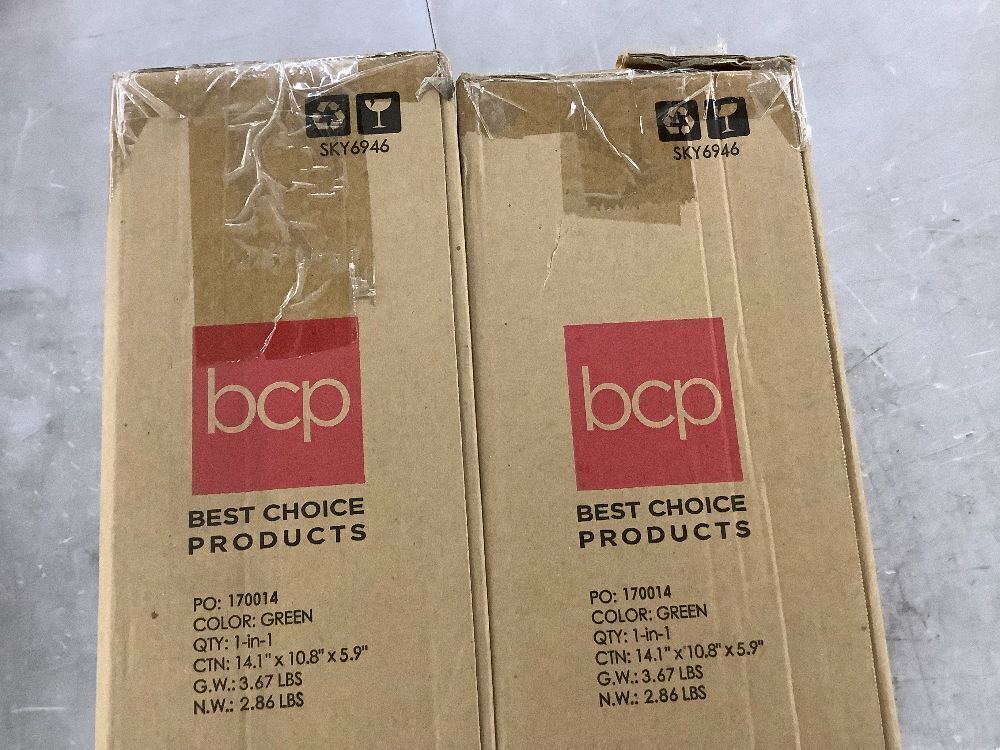 SKY6946
bcp
BEST CHOICE
PRODUCTS
PO: 170014
COLOR: GREEN
QTY: 1-in-1
CTN: 14.1" x 10.8" x 5.9"
G.W.: 3.67 LBS
N.W.: 2.86 LBS
SKY6946
bcp
BEST CHOICE
PRODUCTS
PO: 170014
COLOR: GREEN
QTY: 1-in-1
CTN: 14.1" x 10.8" x 5.9"
G.W.: 3.67 LBS
N.W.: 2.86 LBS